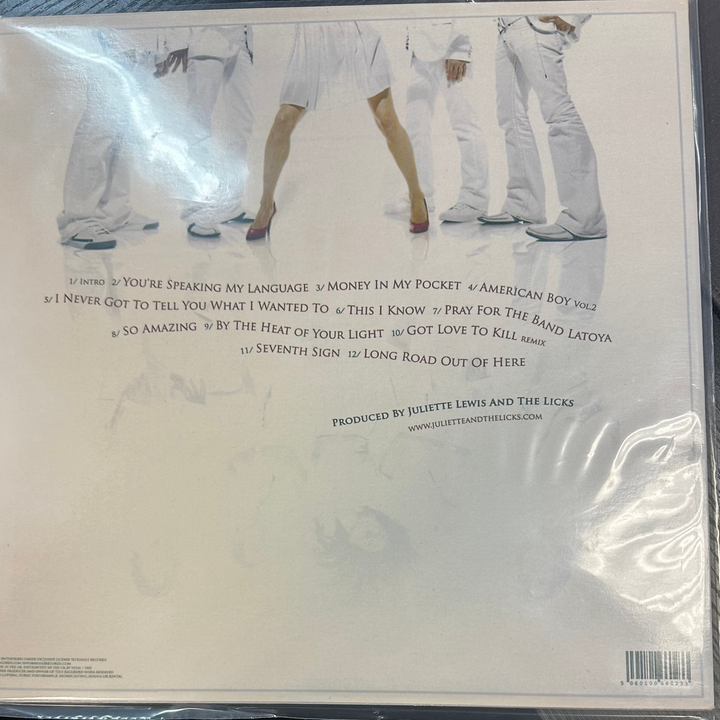 1/ Intro 2/ You're Speaking My Language 3/ Money In My Pocket 4/ American Boy Vol.2
5/ I Never Got To Tell You What I Wanted To 6/ This I Know 7/ Pray For The Band Latoya
8/ So Amazing 9/ By The Heat of Your Light 10/ Got Love To Kill remix
11/ Seventh Sign 12/ Long Road Out Of Here
Produced By Juliette Lewis And The Licks
www.julietteandthelicks.com